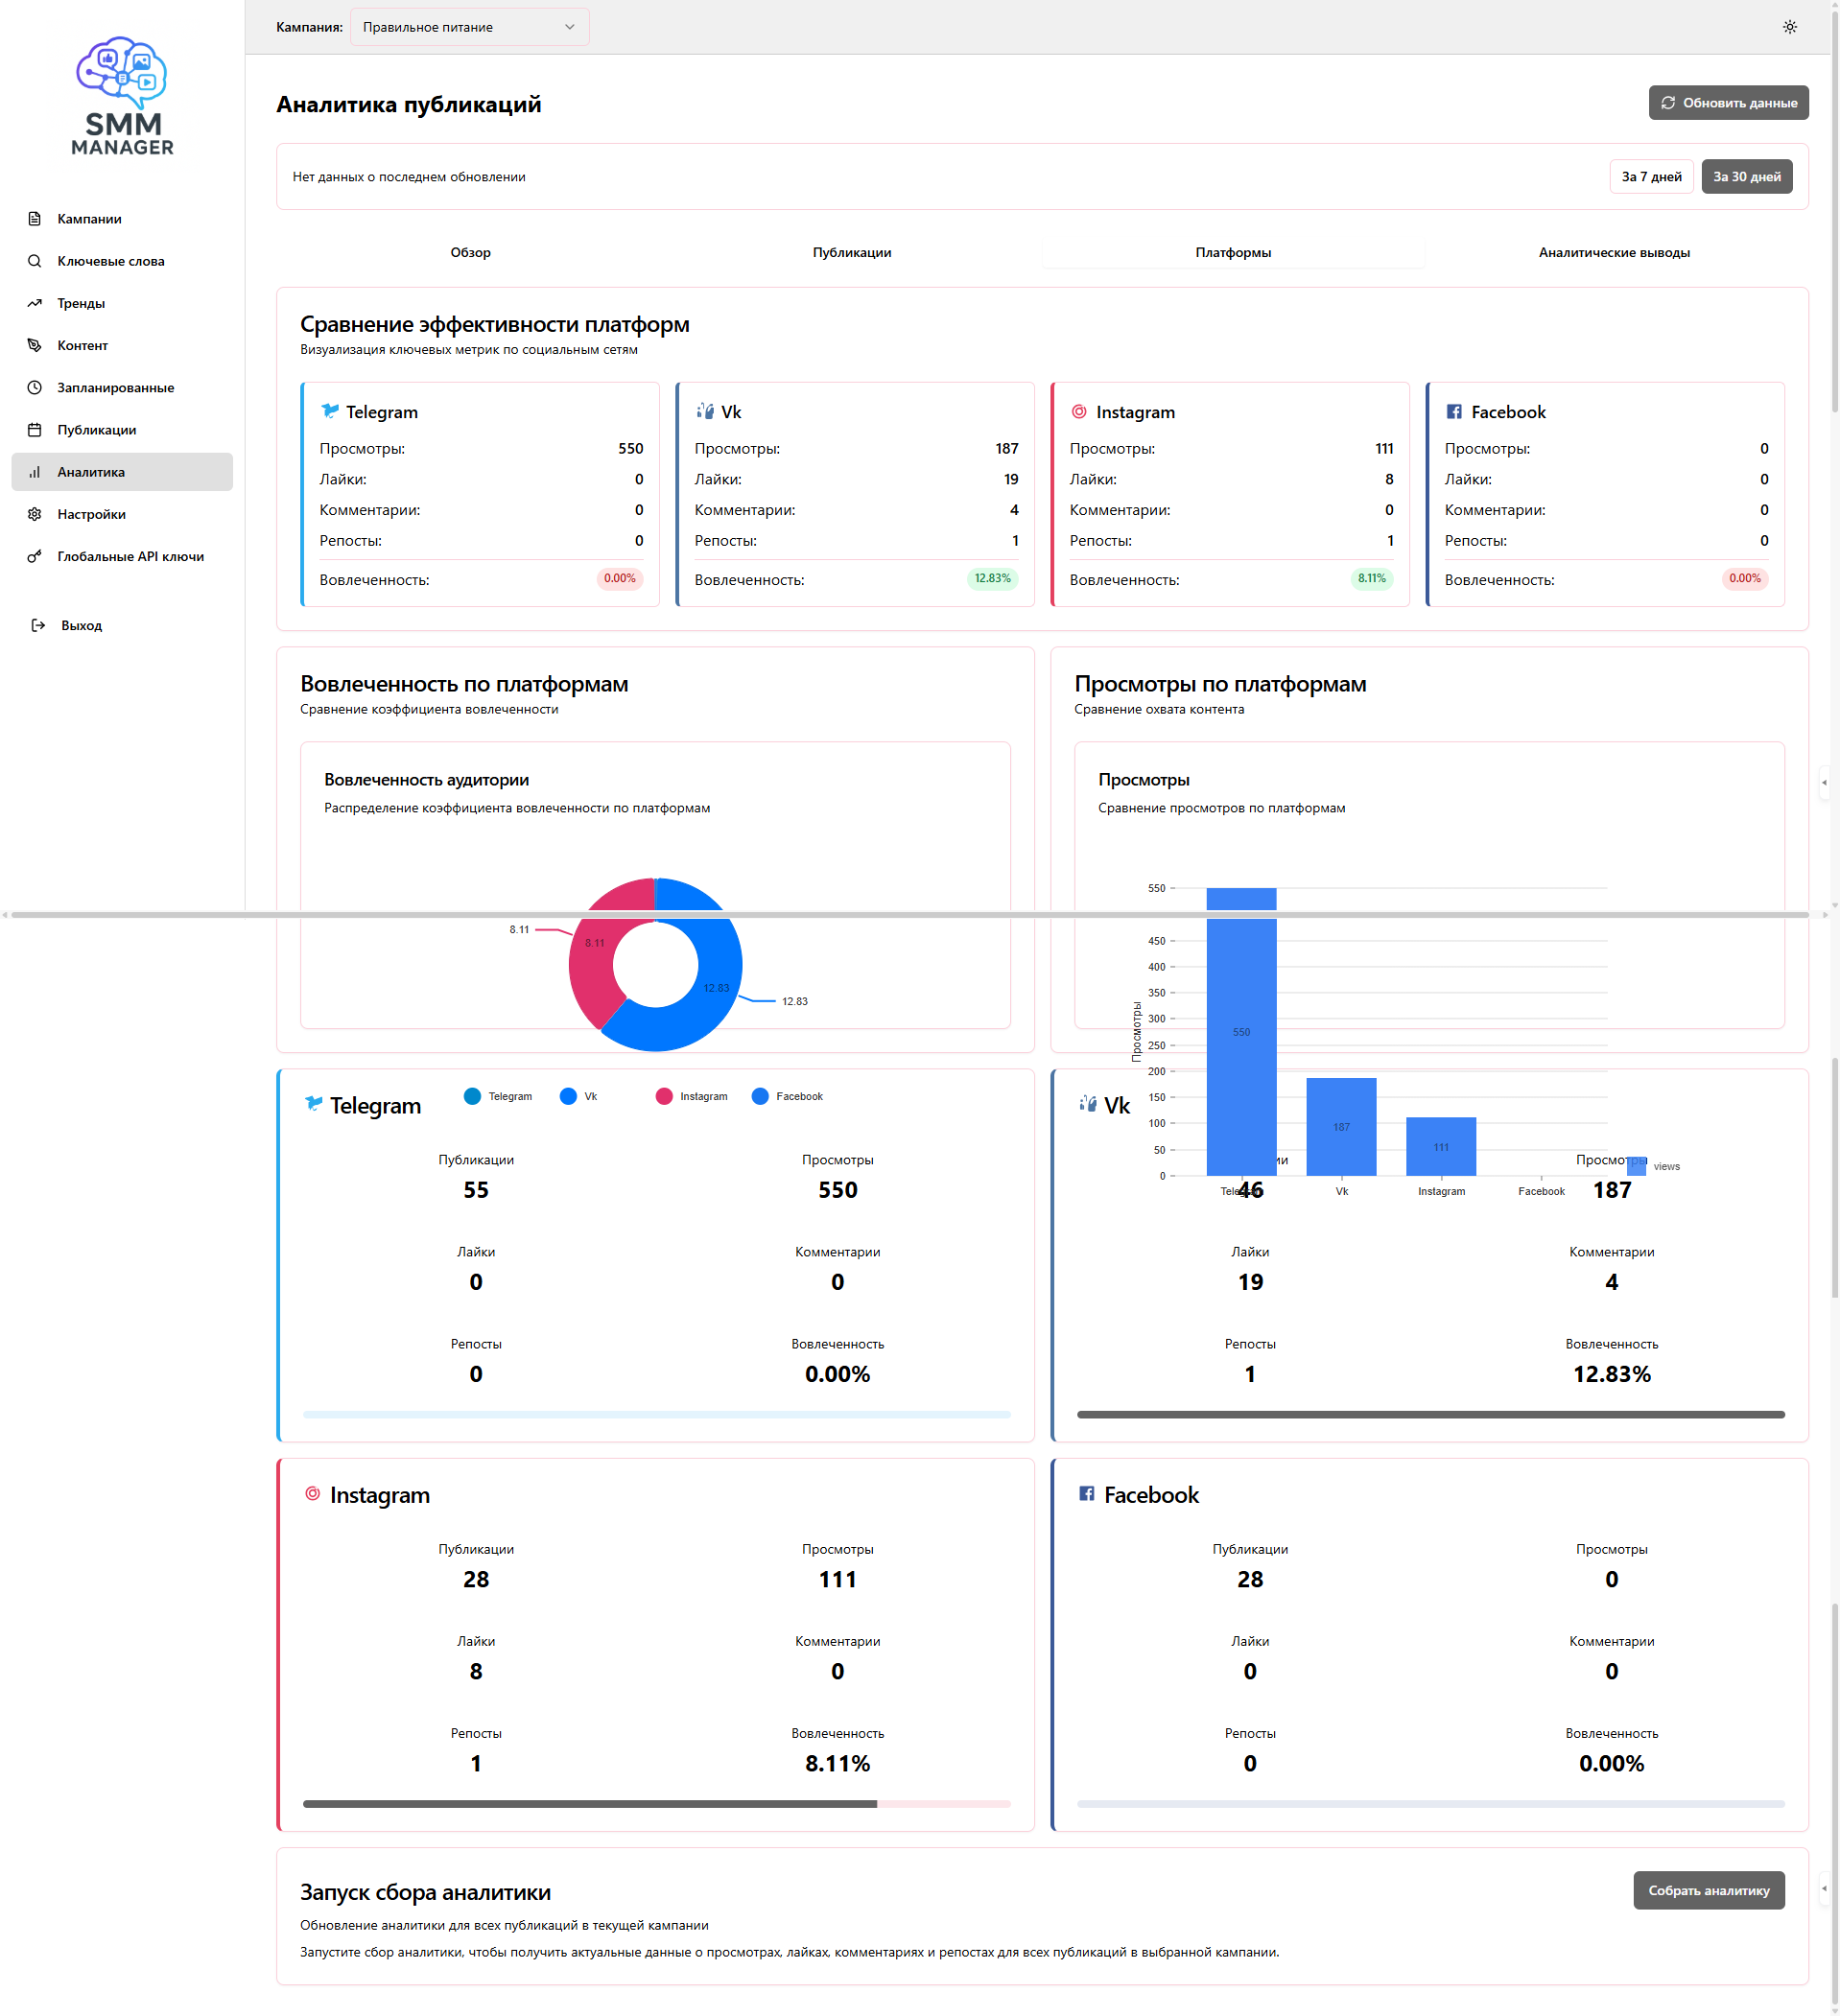 SMM
MANAGER
Кампании
Ключевые слова
Тренды
Контент
Запланированные
Публикации
Аналитика
Настройки
Глобальные API ключи
Выход
Кампания: Правильное питание
Аналитика публикаций
Обновить данные
Нет данных о последнем обновлении
За 7 дней За 30 дней
Обзор Публикации Платформы Аналитические выводы
Сравнение эффективности платформ
Визуализация ключевых метрик по социальным сетям
Telegram
Просмотры: 550
Лайки: 0
Комментарии: 0
Репосты: 0
Вовлеченность: 0.00%
Vk
Просмотры: 187
Лайки: 19
Комментарии: 4
Репосты: 1
Вовлеченность: 12.83%
Instagram
Просмотры: 111
Лайки: 8
Комментарии: 0
Репосты: 1
Вовлеченность: 8.11%
Facebook
Просмотры: 0
Лайки: 0
Комментарии: 0
Репосты: 0
Вовлеченность: 0.00%
Вовлеченность по платформам
Сравнение коэффициента вовлеченности
Вовлеченность аудитории
Распределение коэффициента вовлеченности по платформам
8.11
8.11
12.83
12.83
Telegram Vk Instagram Facebook
Просмотры по платформам
Сравнение охвата контента
Просмотры
Сравнение просмотров по платформам
Просмотры
550
450
400
350
300
250
200
150
100
50
0
550
187
111
Vk Instagram Facebook
views
Telegram
Публикации Просмотры
55 550
Лайки Комментарии
0 0
Репосты Вовлеченность
0 0.00%
Vk
Просмотры
46 187
Лайки Комментарии
19 4
Репосты Вовлеченность
1 12.83%
Instagram
Публикации Просмотры
28 111
Лайки Комментарии
8 0
Репосты Вовлеченность
1 8.11%
Facebook
Публикации Просмотры
28 0
Лайки Комментарии
0 0
Репосты Вовлеченность
0 0.00%
Запуск сбора аналитики
Обновление аналитики для всех публикаций в текущей кампании
Запустите сбор аналитики, чтобы получить актуальные данные о просмотрах, лайках, комментариях и репостах для всех публикаций в выбранной кампании.
Собрать аналитику